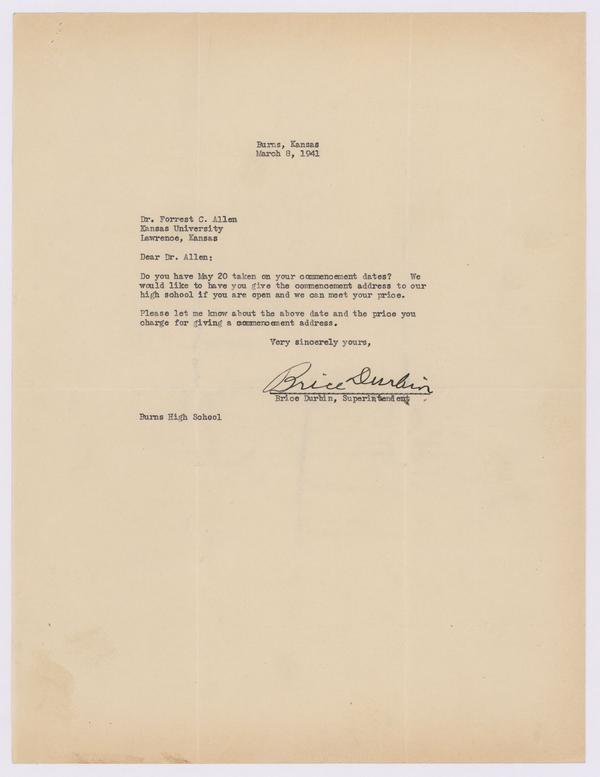 Burns, Kansas
March 8, 1941
Dr. Forrest C. Allen
Kansas University
Lawrence, Kansas
Dear Dr. Allen:
Do you have May 20 taken on your commencement dates? We
would like to have you give the commencement address to our
high school if you are open and we can meet your price.
Please let me know about the above date and the price you
charge for giving a commencement address.
Very sincerely yours,
Brice Durbin
Brice Durbin, Superintendent
Burns High School